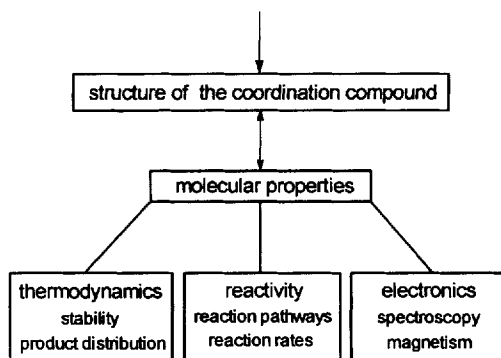 structure of the coordination compound
molecular properties
thermodynamics
stability
product distribution
reactivity
reaction pathways
reaction rates
electronics
spectroscopy
magnetism